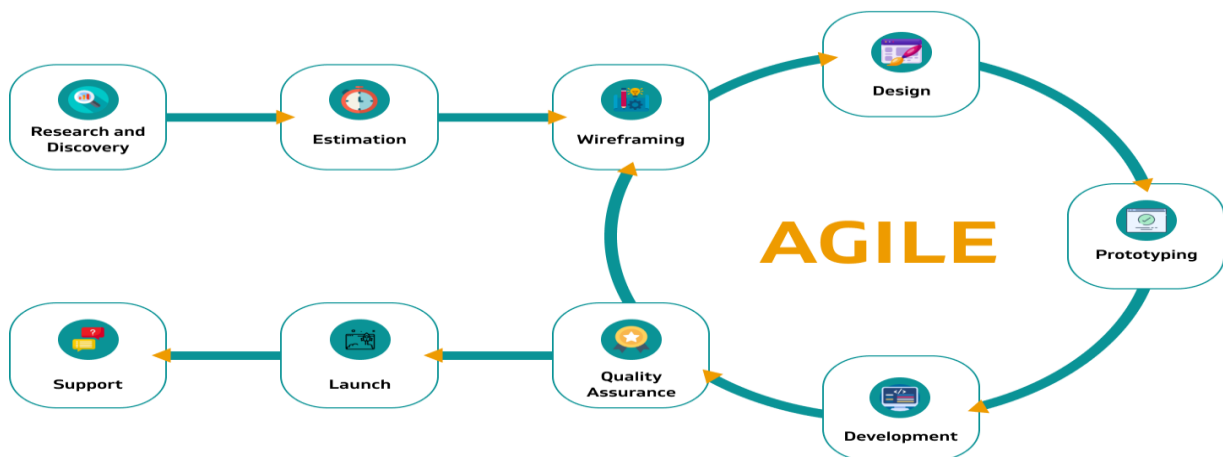 Research and
Discovery
Estimation
Wireframing
Design
Prototyping
AGILE
Development
Quality
Assurance
Launch
Support